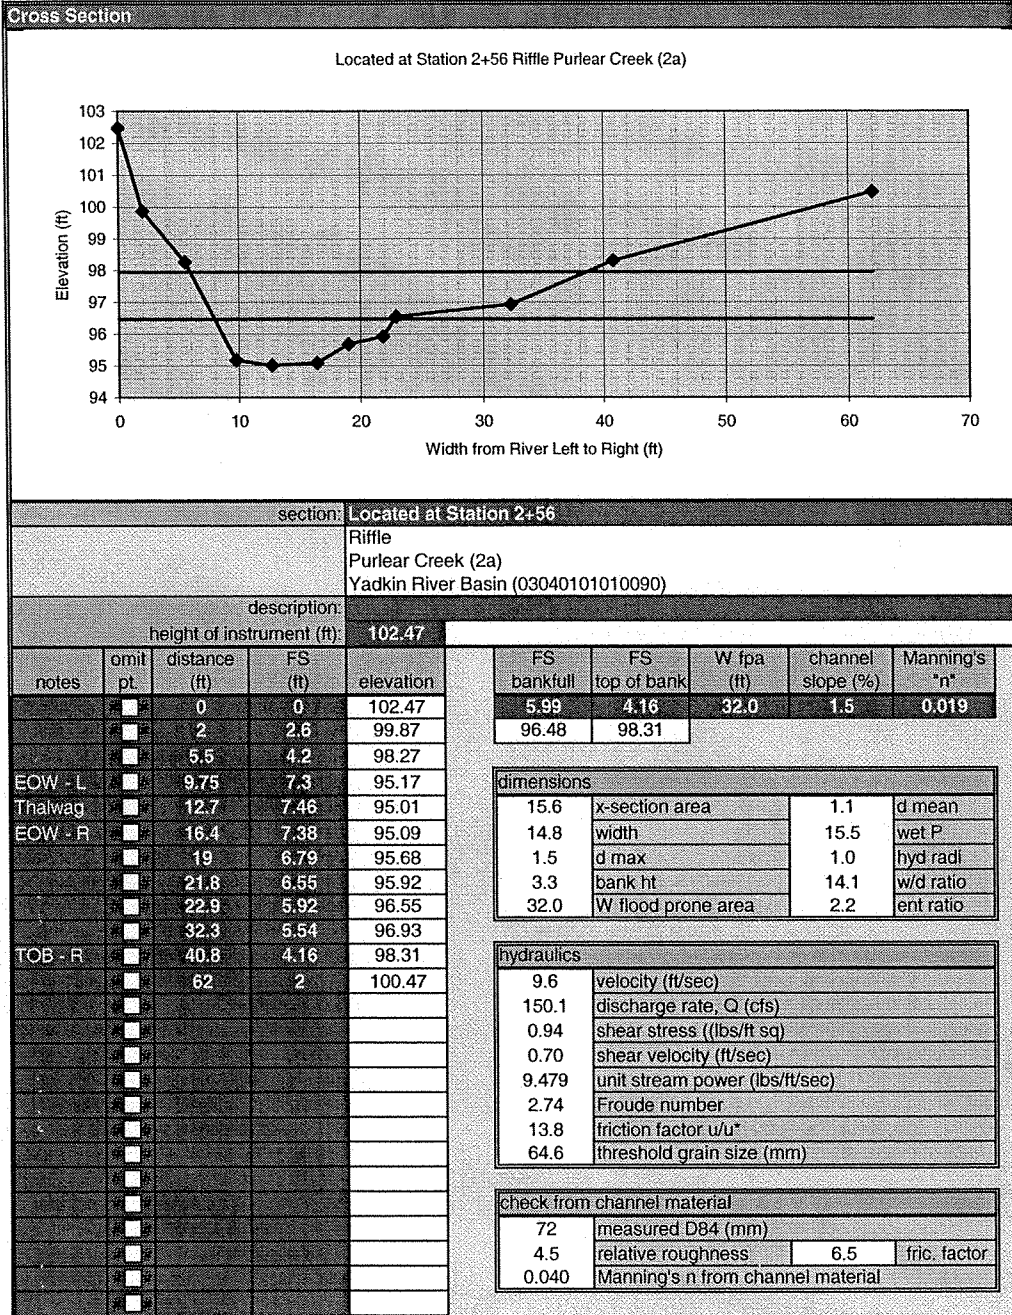 Cross Section
Located at Station 2+56 Riffle Purlear Creek (2a)
103
102
101
100
99
98
97
96
95
94
Elevation (ft)
0 10 20 30 40 50 60 70
Width from River Left to Right (ft)
section: Located at Station 2+56
Riffle
Purlear Creek (2a)
Yadkin River Basin (03040101010090)
description:
height of instrument (ft): 102.47
notes omit pt. distance (ft) FS (ft) elevation
0 0 102.47
2 2.6 99.87
5.5 4.2 98.27
EOW - L 9.75 7.3 95.17
Thalwag 12.7 7.46 95.01
EOW - R 16.4 7.38 95.09
19 6.79 95.68
21.8 6.55 95.92
22.9 5.92 96.55
32.3 5.54 96.93
TOB - R 40.8 4.16 98.31
62 2 100.47
FS bankfull FS top of bank W fpa (ft) channel slope (%) Manning's "n"
5.99 4.16 32.0 1.5 0.019
96.48 98.31
dimensions
15.6 x-section area 1.1 d mean
14.8 width 15.5 wet P
1.5 d max 1.0 hyd radi
3.3 bank ht 14.1 w/d ratio
32.0 W flood prone area 2.2 ent ratio
hydraulics
9.6 velocity (ft/sec)
150.1 discharge rate, Q (cfs)
0.94 shear stress ((lbs/ft sq)
0.70 shear velocity (ft/sec)
9.479 unit stream power (lbs/ft/sec)
2.74 Froude number
13.8 friction factor u/u*
64.6 threshold grain size (mm)
check from channel material
72 measured D84 (mm)
4.5 relative roughness 6.5 fric. factor
0.040 Manning's n from channel material